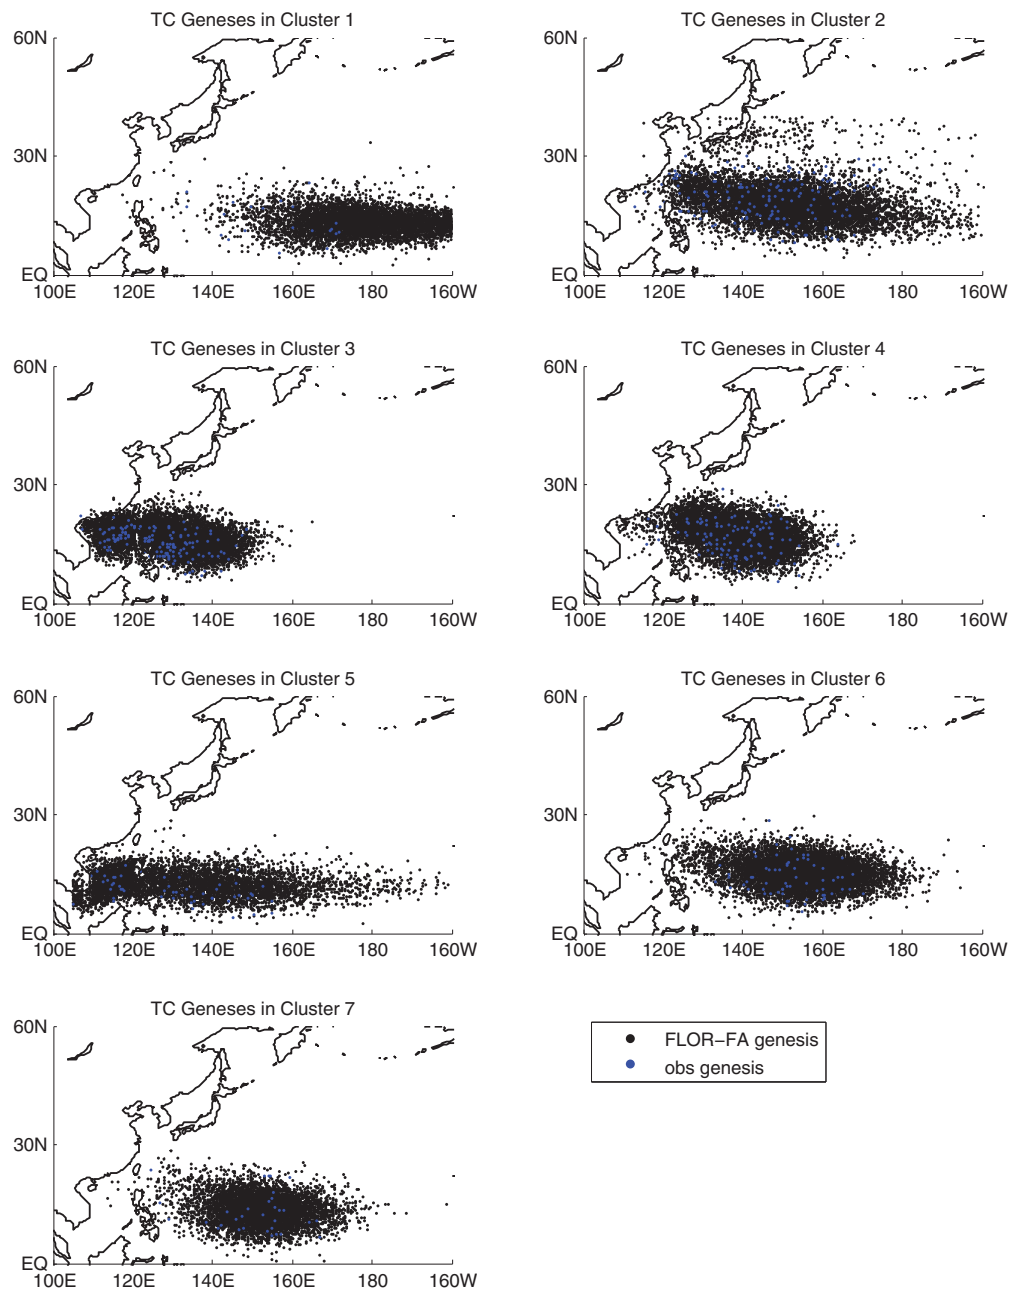 TC Geneses in Cluster 1
60N
30N
EQ
100E 120E 140E 160E 180 160W
TC Geneses in Cluster 2
60N
30N
EQ
100E 120E 140E 160E 180 160W
TC Geneses in Cluster 3
60N
30N
EQ
100E 120E 140E 160E 180 160W
TC Geneses in Cluster 4
60N
30N
EQ
100E 120E 140E 160E 180 160W
TC Geneses in Cluster 5
60N
30N
EQ
100E 120E 140E 160E 180 160W
TC Geneses in Cluster 6
60N
30N
EQ
100E 120E 140E 160E 180 160W
TC Geneses in Cluster 7
60N
30N
EQ
100E 120E 140E 160E 180 160W
FLOR−FA genesis
obs genesis